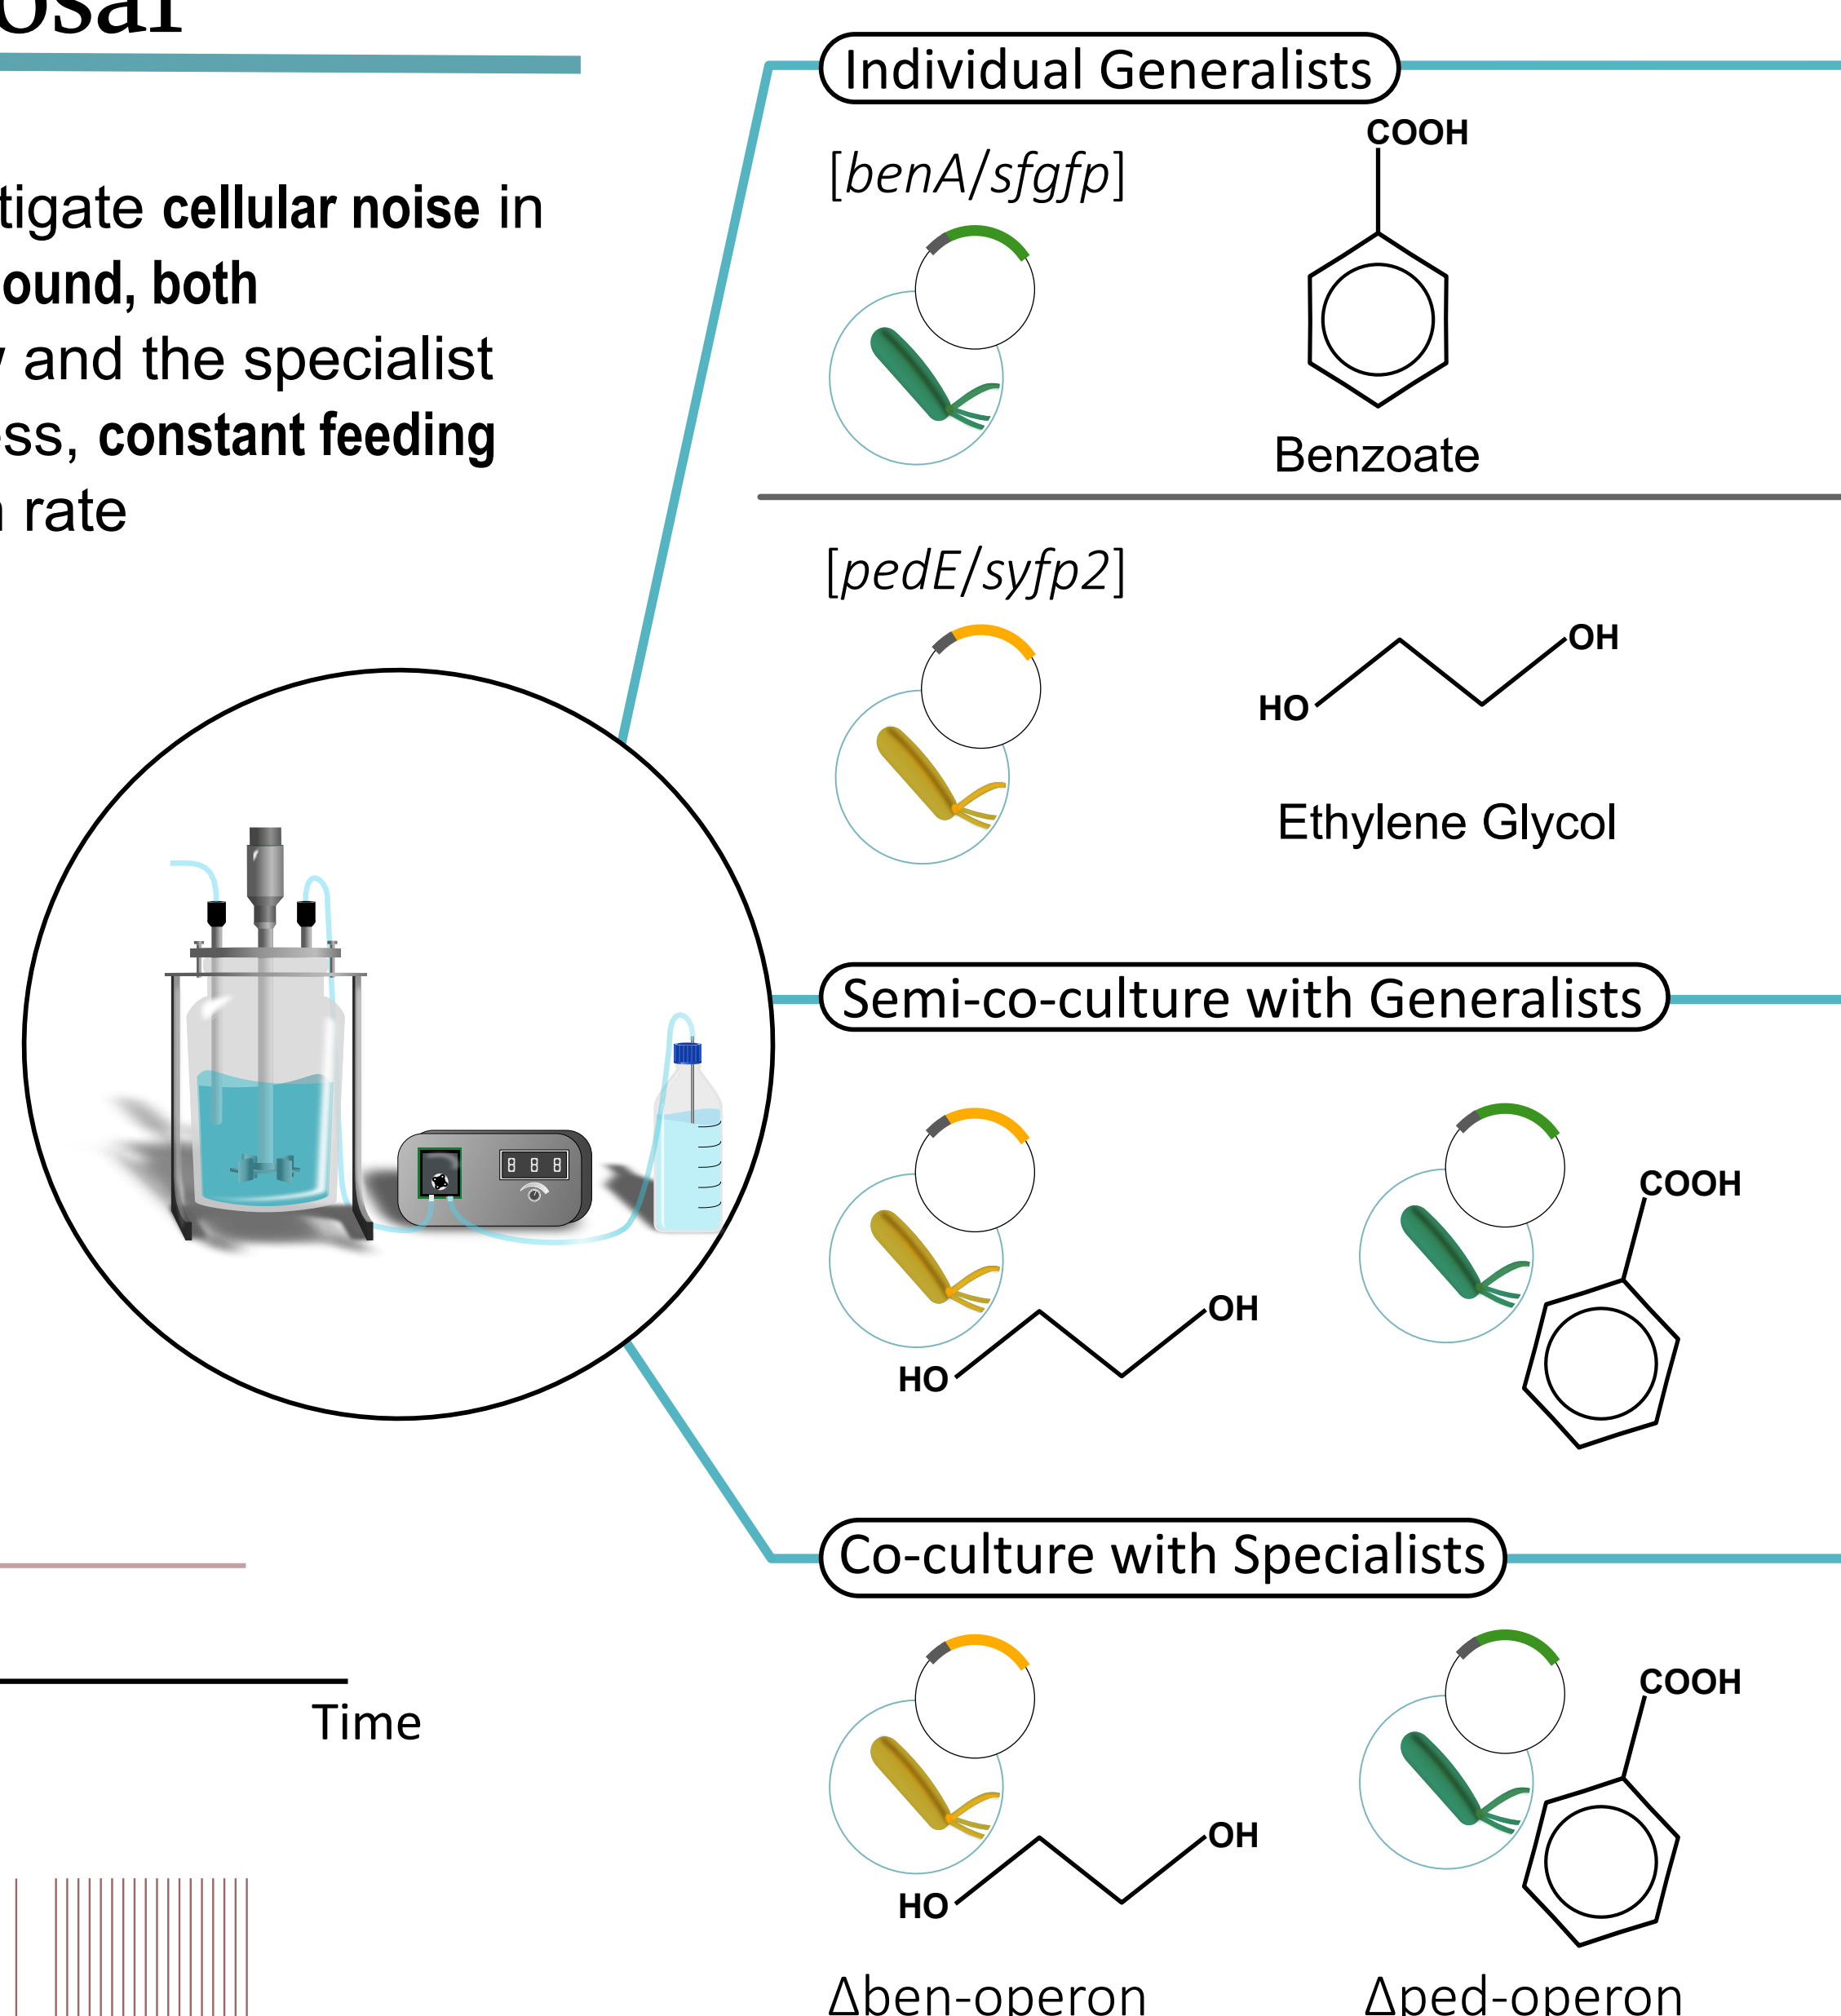 tigate cellular noise in
ound, both
and the specialist
ess, constant feeding
rate
Time
Individual Generalists
[benA/sfgfp]
COOH
Benzoate
[pedE/syfp2]
OH
HO
Ethylene Glycol
Semi-co-culture with Generalists
OH
HO
COOH
Co-culture with Specialists
OH
HO
COOH
Δben-operon
Δped-operon